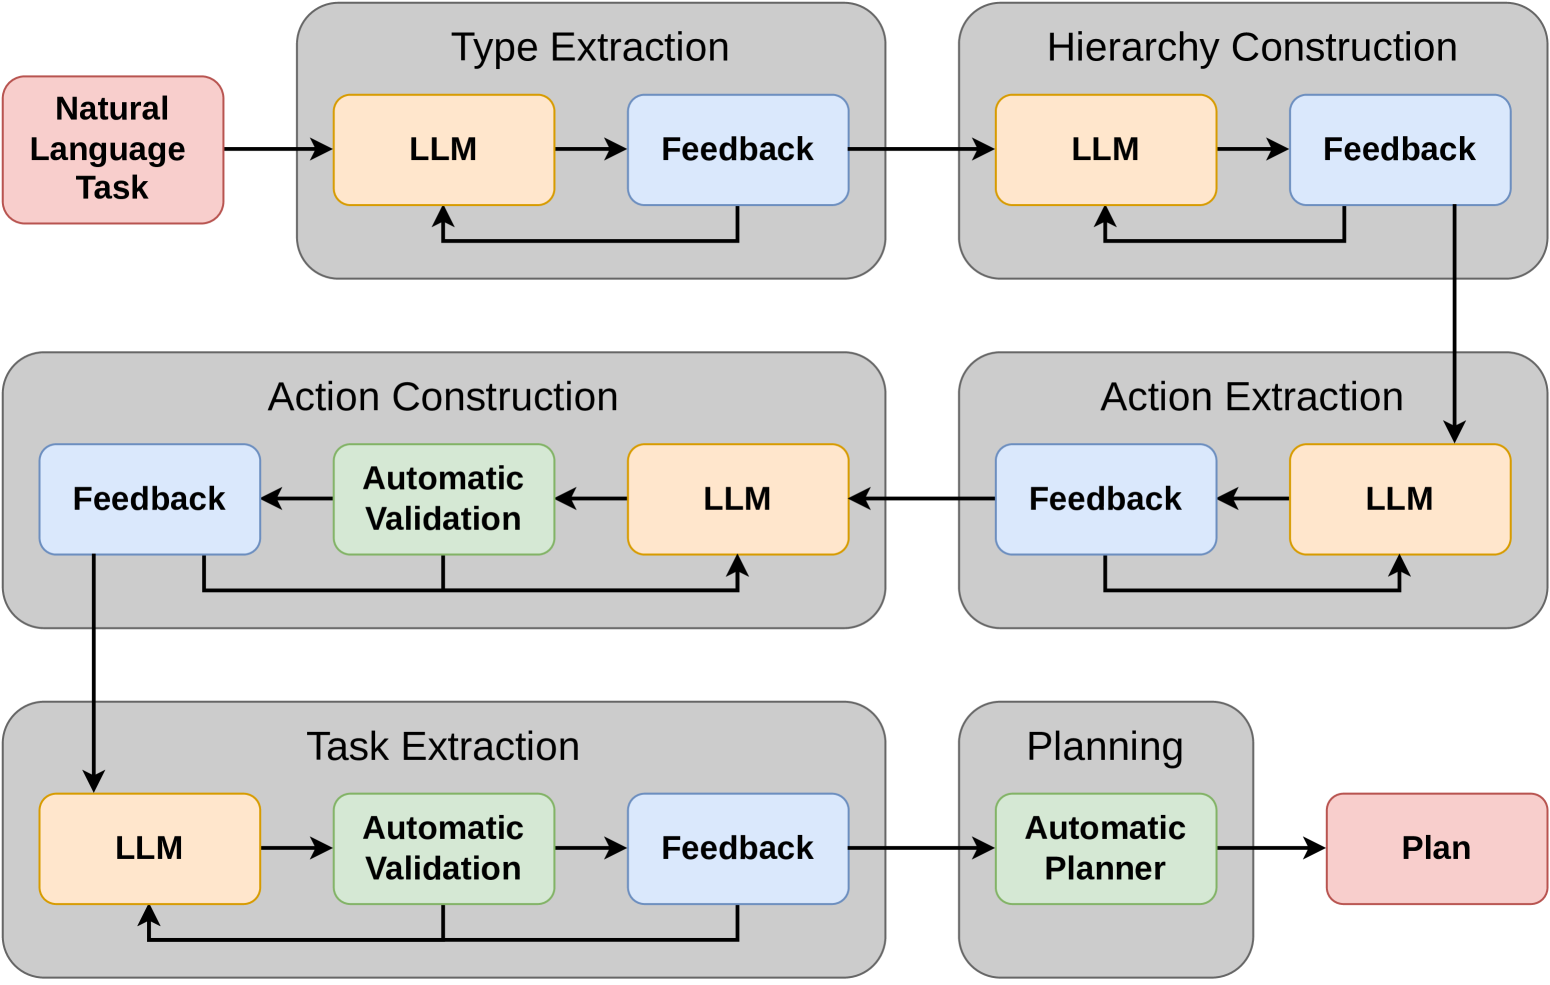 Type Extraction
Hierarchy Construction
Natural
Language
Task
LLM
Feedback
LLM
Feedback
Action Construction
Action Extraction
Feedback
Automatic
Validation
LLM
Feedback
LLM
Task Extraction
Planning
LLM
Automatic
Validation
Feedback
Automatic
Planner
Plan